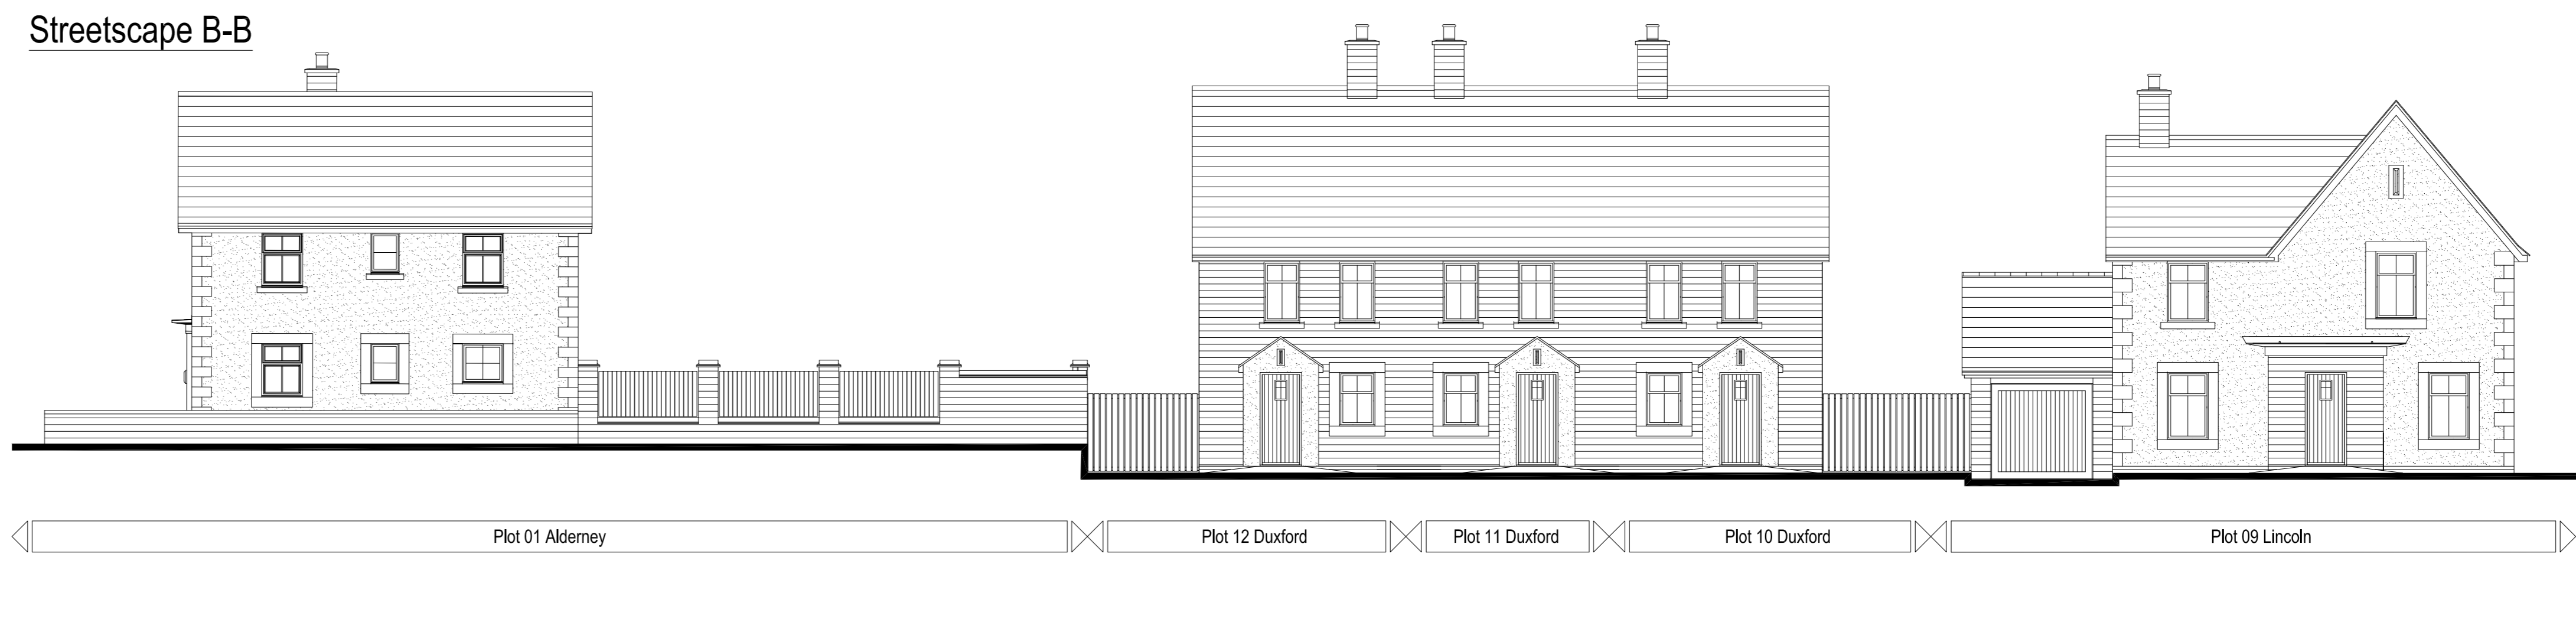 Streetscape B-B
Plot 01 Alderney
Plot 12 Duxford
Plot 11 Duxford
Plot 10 Duxford
Plot 09 Lincoln